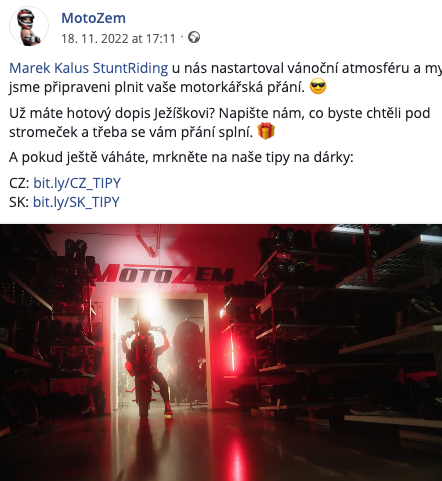 MotoZem
18. 11. 2022 at 17:11 ·
Marek Kalus StuntRiding u nás nastartoval vánoční atmosféru a my
jsme připraveni plnit vaše motorkářská přání. 😎
Už máte hotový dopis Ježíškovi? Napište nám, co byste chtěli pod
stromeček a třeba se vám přání splní. 🎁
A pokud ještě váháte, mrkněte na naše tipy na dárky:
CZ: bit.ly/CZ_TIPY
SK: bit.ly/SK_TIPY
MOTOZEM